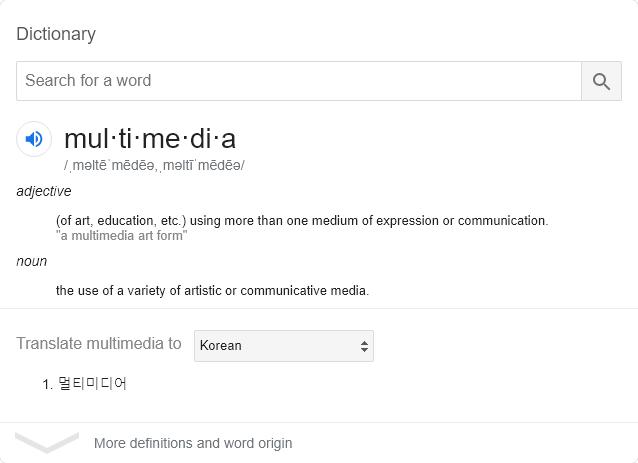 Dictionary
Search for a word
mul·ti·me·di·a
/ˌməltēˈmēdēə,ˌməltīˈmēdēə/
adjective
(of art, education, etc.) using more than one medium of expression or communication.
"a multimedia art form"
noun
the use of a variety of artistic or communicative media.
Translate multimedia to Korean
1. 멀티미디어
More definitions and word origin